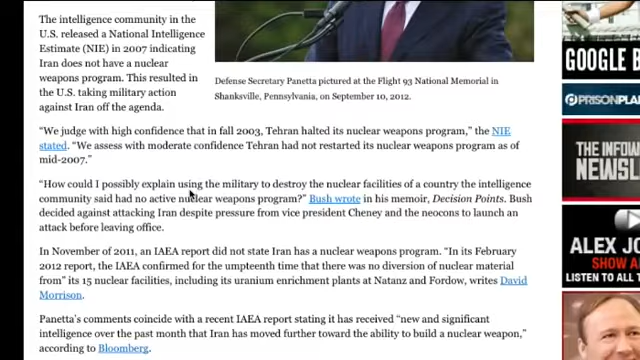 The intelligence community in the
U.S. released a National Intelligence
Estimate (NIE) in 2007 indicating
Iran does not have a nuclear
weapons program. This resulted in
the U.S. taking military action
against Iran off the agenda.
Defense Secretary Panetta pictured at the Flight 93 National Memorial in
Shanksville, Pennsylvania, on September 10, 2012.
“We judge with high confidence that in fall 2003, Tehran halted its nuclear weapons program,” the NIE
stated. “We assess with moderate confidence Tehran had not restarted its nuclear weapons program as of
mid-2007.”
“How could I possibly explain using the military to destroy the nuclear facilities of a country the intelligence
community said had no active nuclear weapons program?” Bush wrote in his memoir, Decision Points. Bush
decided against attacking Iran despite pressure from vice president Cheney and the neocons to launch an
attack before leaving office.
In November of 2011, an IAEA report did not state Iran has a nuclear weapons program. “In its February
2012 report, the IAEA confirmed for the umpteenth time that there was no diversion of nuclear material
from” its 15 nuclear facilities, including its uranium enrichment plants at Natanz and Fordow, writes David
Morrison.
Panetta’s comments coincide with a recent IAEA report stating it has received “new and significant
intelligence over the past month that Iran has moved further toward the ability to build a nuclear weapon,”
according to Bloomberg.
GOOGLE
PRISONPLA
THE INFOW
NEWSL
ALEX JO
SHOW A
LISTEN TO ALL T